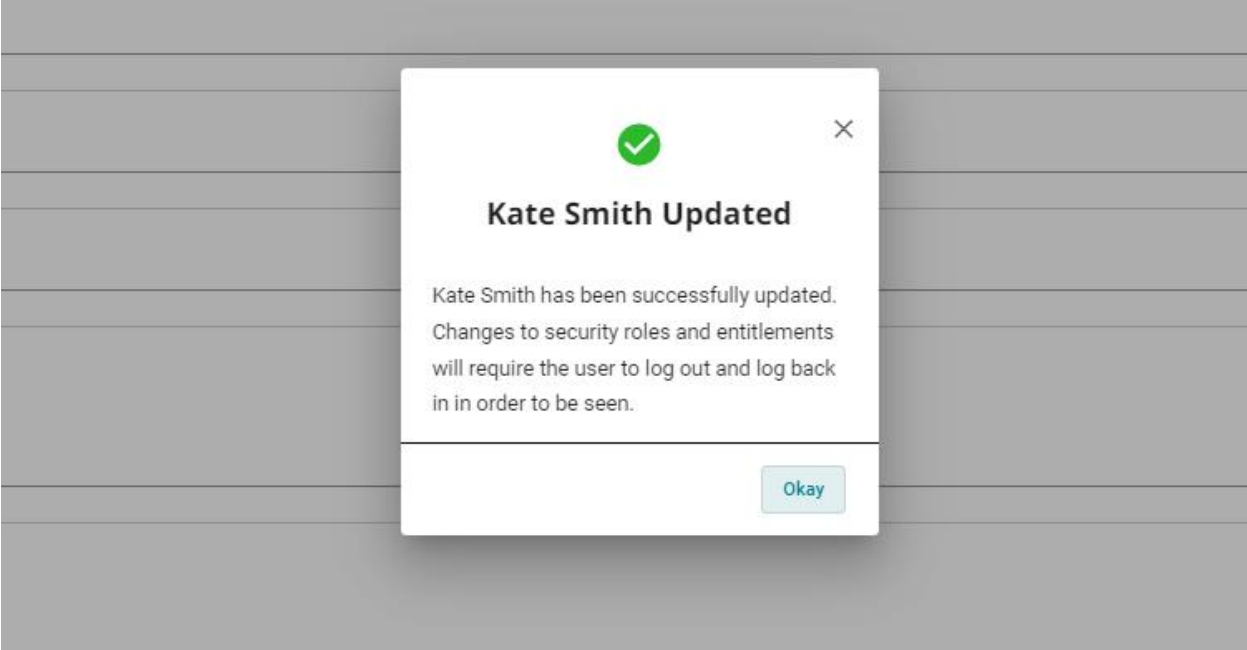 Kate Smith Updated
Kate Smith has been successfully updated.
Changes to security roles and entitlements
will require the user to log out and log back
in in order to be seen.
Okay